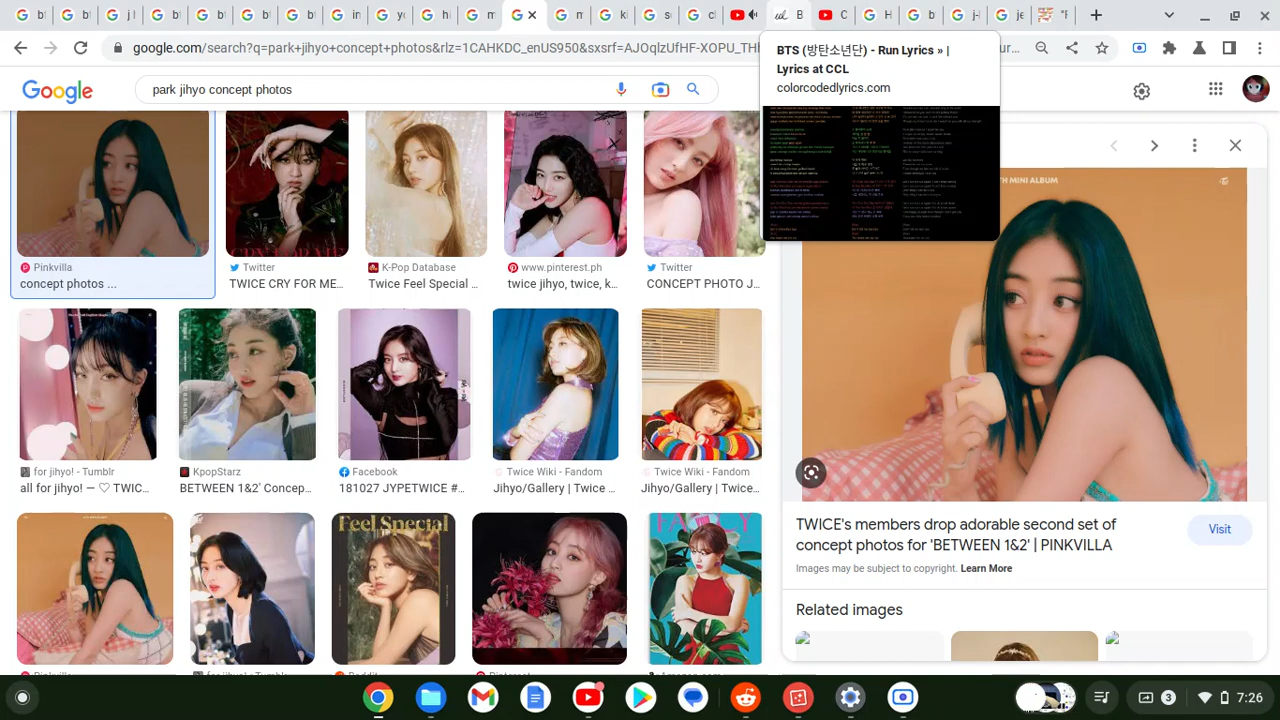 google.com/search?q=park+jihyo+concept+photos&rlz=1CAHKDC_enUS950&sxsrf=AJOqlzUfHF-XOPU_
BTS (방탄소년단) - Run Lyrics » |
Lyrics at CCL
colorcodedlyrics.com
Google
park jihyo concept photos
TH MINI ALBUM
Pinkvilla
concept photos ...
Twitter
TWICE CRY FOR ME...
K-Pop Database
Twice Feel Special ...
www.pinterest.ph
twice jihyo, twice, k...
Twitter
CONCEPT PHOTO J...
for jihyo! - Tumblr
all for jihyo! — ♡ TWIC...
KpopStarz
BETWEEN 1&2' Concep...
Facebook
181027 JYPETWICE #...
Twice Wiki - Fandom
Jihyo/Gallery | Twice ...
Twice Wiki - Fandom
Jihyo/Gallery | Twice...
TWICE's members drop adorable second set of
concept photos for 'BETWEEN 1&2' | PINKVILLA
Visit
Images may be subject to copyright. Learn More
Related images
Feel Special
FANCY
3
7:26